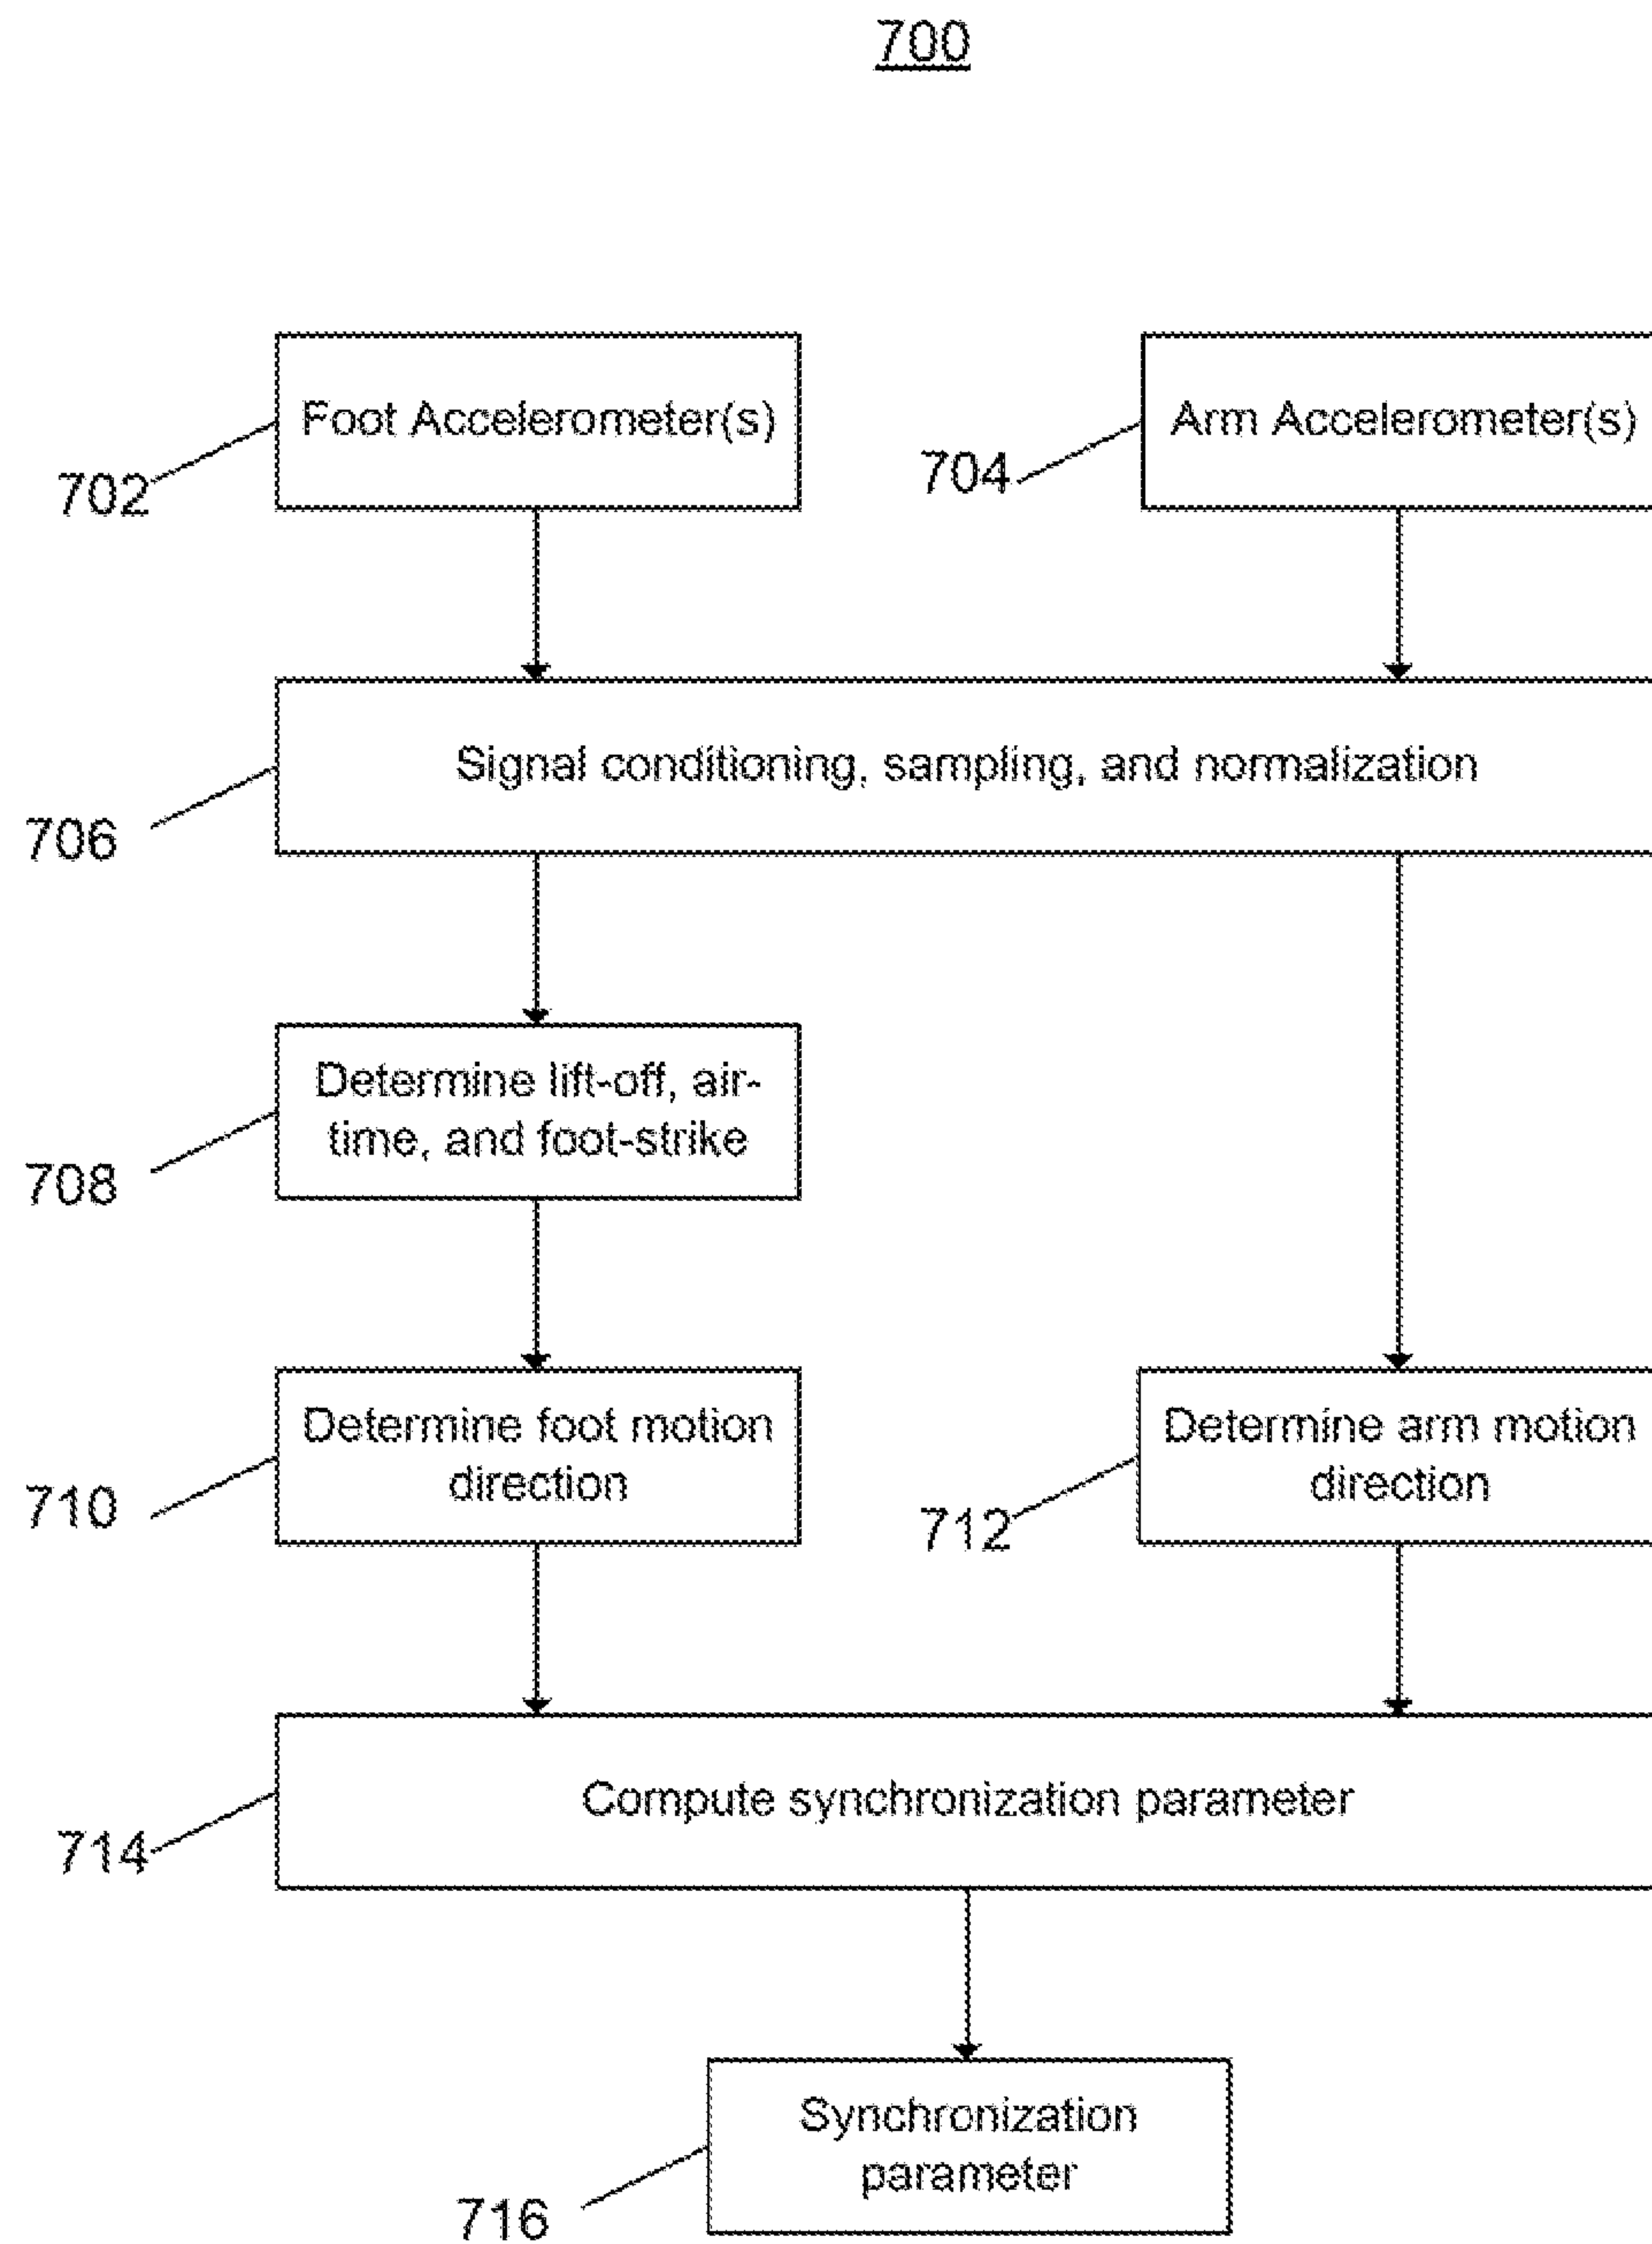 700
Foot Accelerometer(s)
Arm Accelerometer(s)
702
704
Signal conditioning, sampling, and normalization
706
Determine lift-off, air-
time, and foot-strike
708
Determine foot motion
direction
Determine arm motion
direction
710
712
Compute synchronization parameter
714
Synchronization
parameter
716